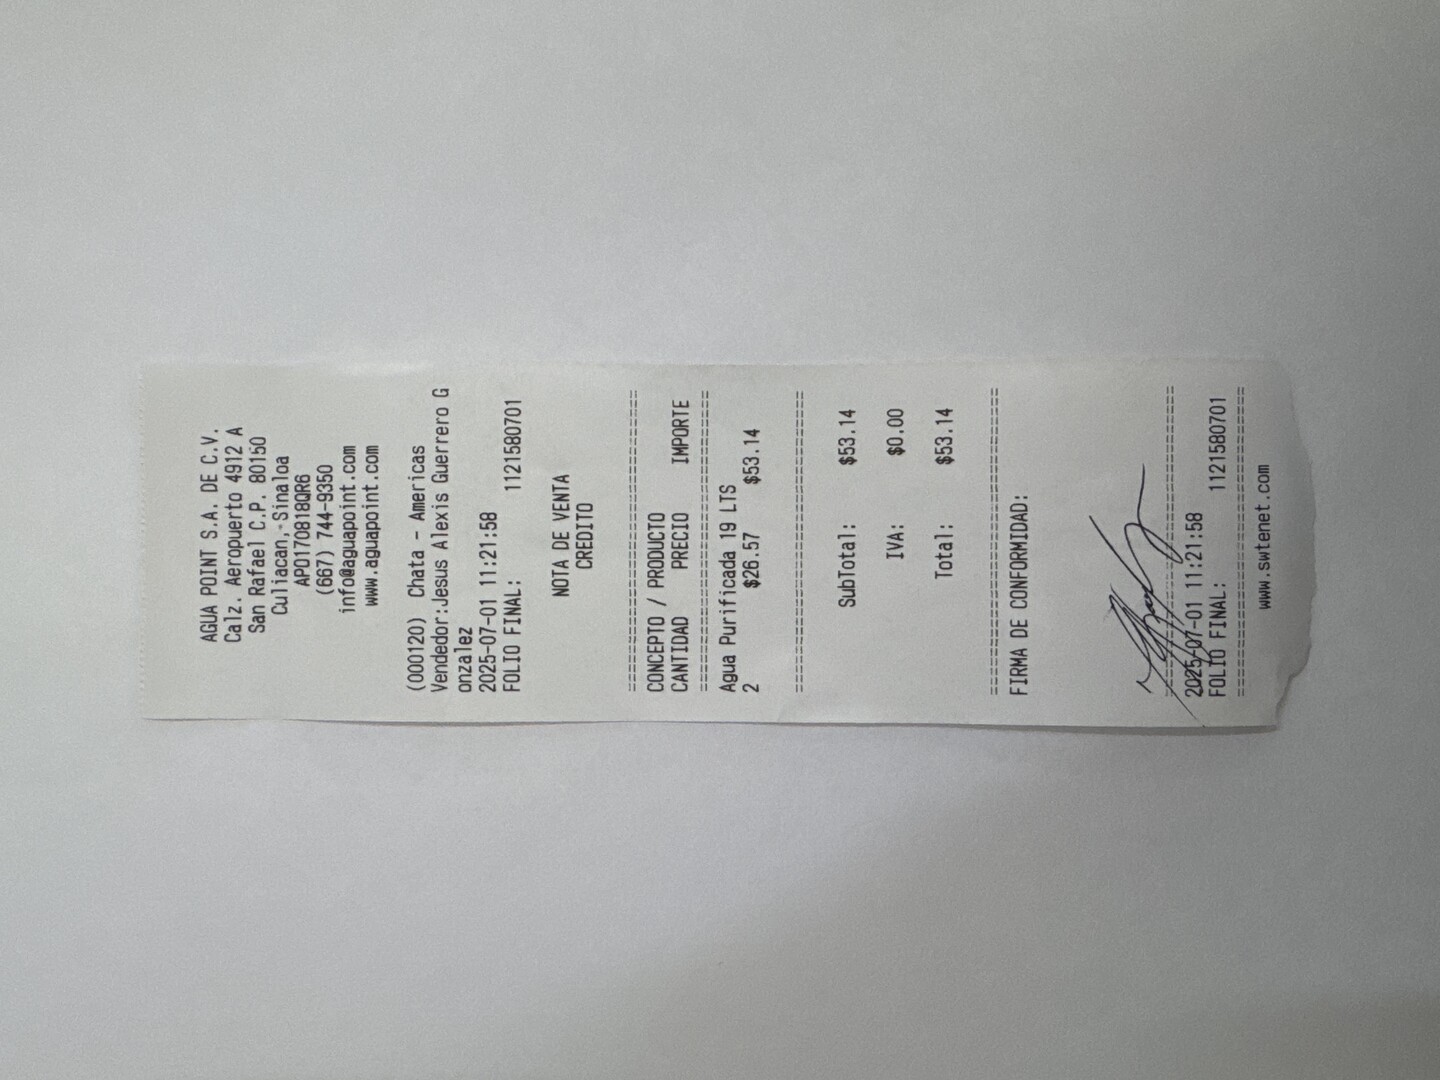 AGUA POINT S.A. DE C.V.
Calz. Aeropuerto 4912 A
San Rafael C.P. 80150
Culiacan,-Sinaloa
APO170818QR6
(667) 744-9350
info@aguapoint.com
www.aguapoint.com
(000120) Chata - Americas
Vendedor:Jesus Alexis Guerrero G
onzalez
2025-07-01 11:21:58
FOLIO FINAL: 1121580701
NOTA DE VENTA
CREDITO
================================
CONCEPTO / PRODUCTO
CANTIDAD PRECIO IMPORTE
================================
Agua Purificada 19 LTS
2 $26.57 $53.14
================================
SubTotal: $53.14
IVA: $0.00
Total: $53.14
================================
FIRMA DE CONFORMIDAD:
================================
2025-07-01 11:21:58
FOLIO FINAL: 1121580701
================================
www.swtenet.com